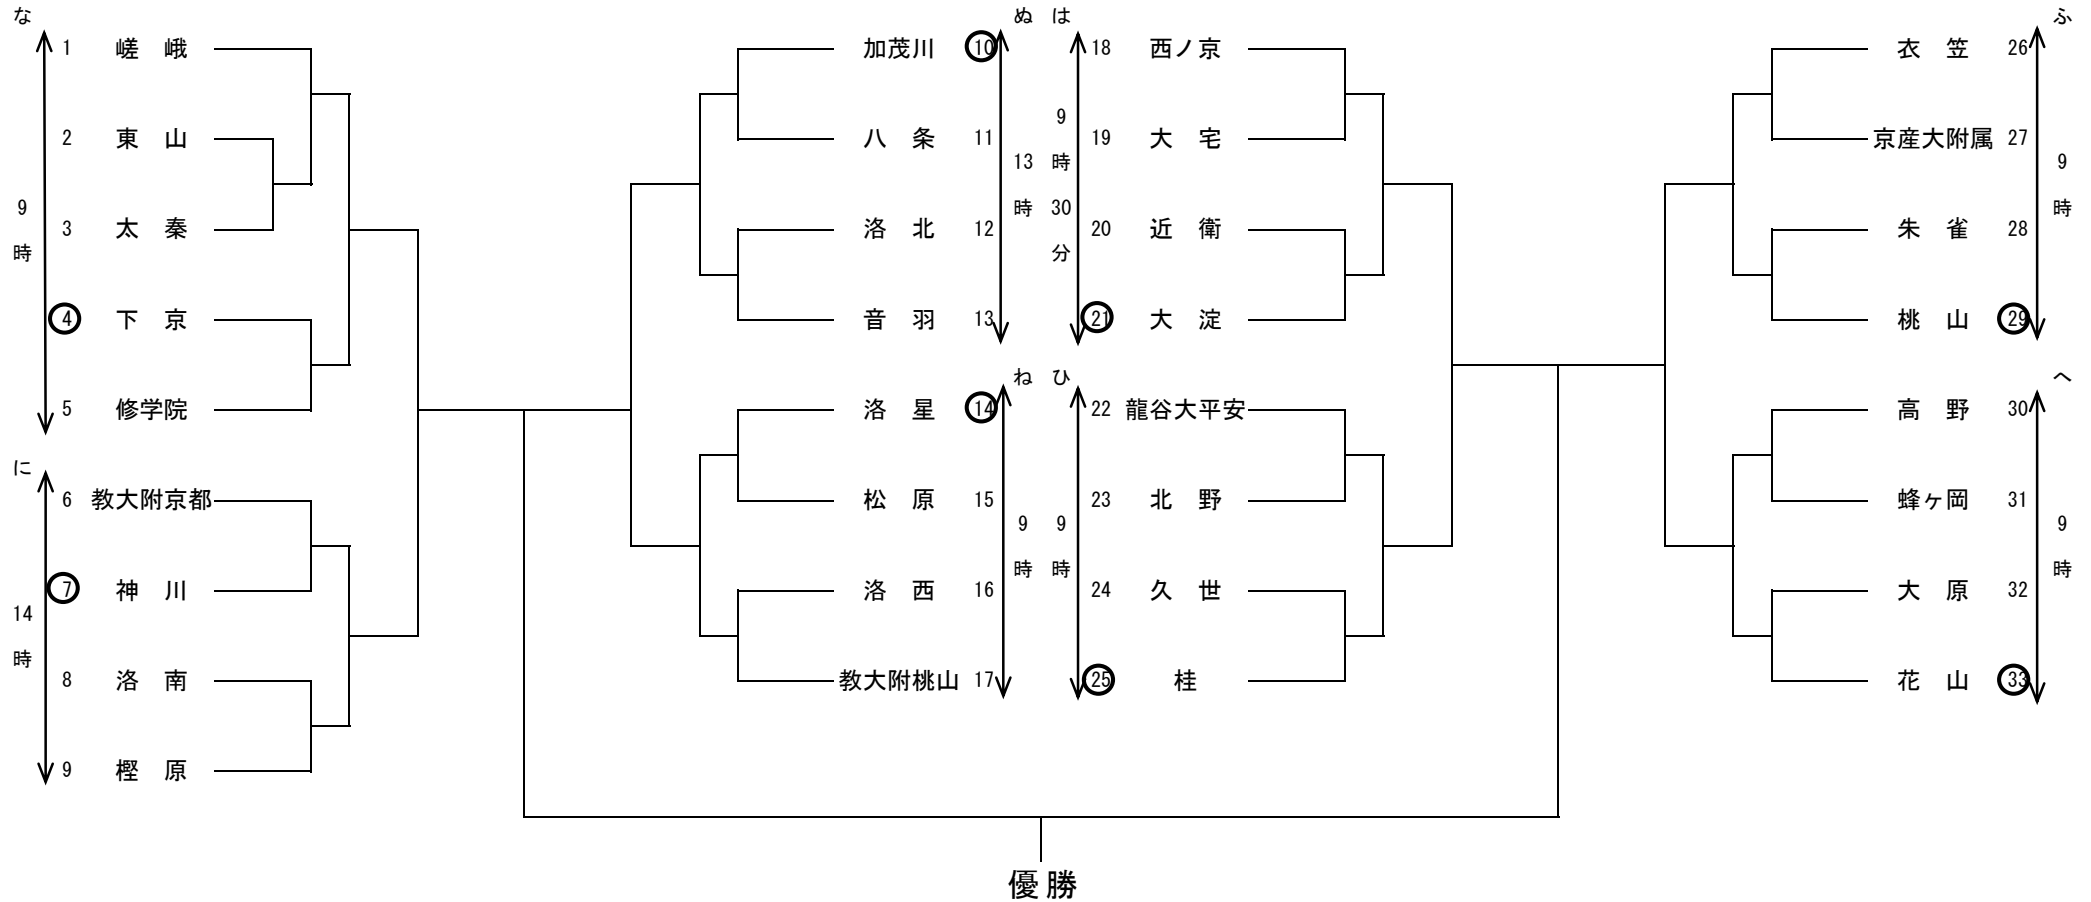 な
9時
1 嵯 峨
2 東 山
3 太 秦
4 下 京
5 修学院
に
14時
6 教大附京都
7 神 川
8 洛 南
9 樫 原
ぬ
13時
加茂川 10
八 条 11
洛 北 12
音 羽 13
ね
9時
洛 星 14
松 原 15
洛 西 16
教大附桃山 17
は
9時30分
18 西ノ京
19 大 宅
20 近 衛
21 大 淀
ひ
9時
22 龍谷大平安
23 北 野
24 久 世
25 桂
ふ
9時
衣 笠 26
京産大附属 27
朱 雀 28
桃 山 29
へ
9時
高 野 30
蜂ヶ岡 31
大 原 32
花 山 33
優勝